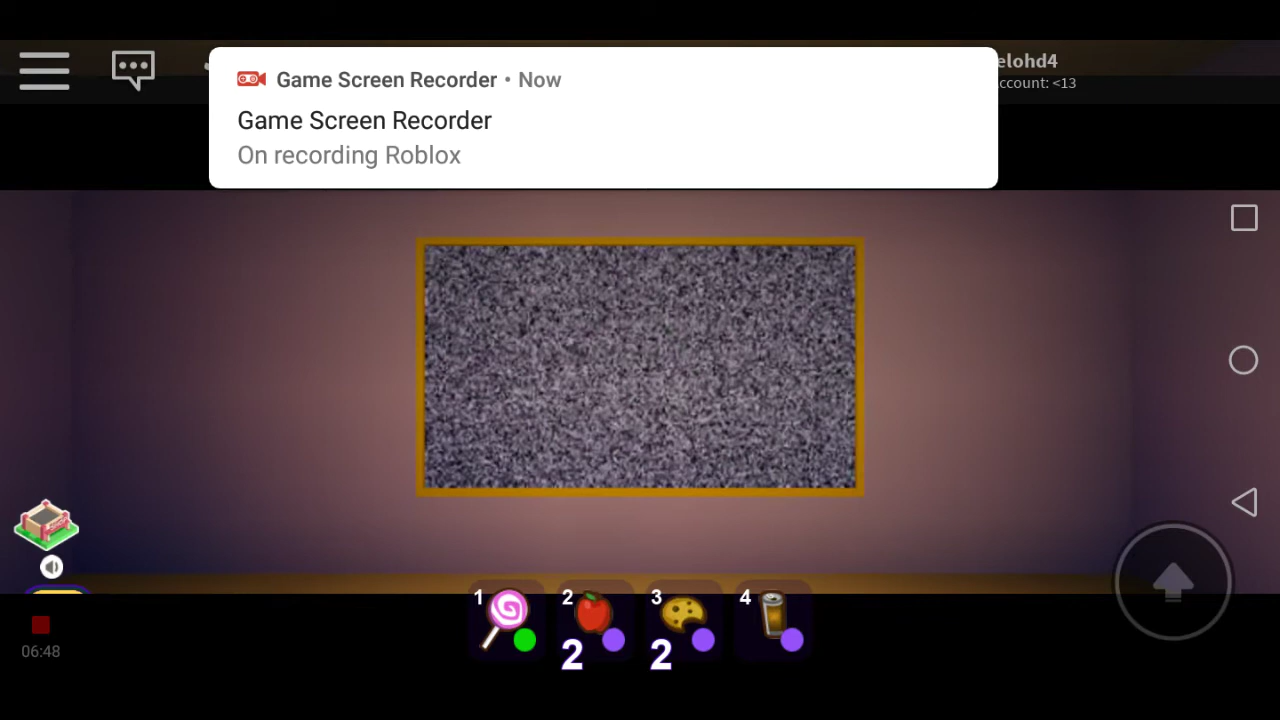 Game Screen Recorder • Now
Game Screen Recorder
On recording Roblox
elohd4
ccount: <13
1
2
3
4
2
2
06:48